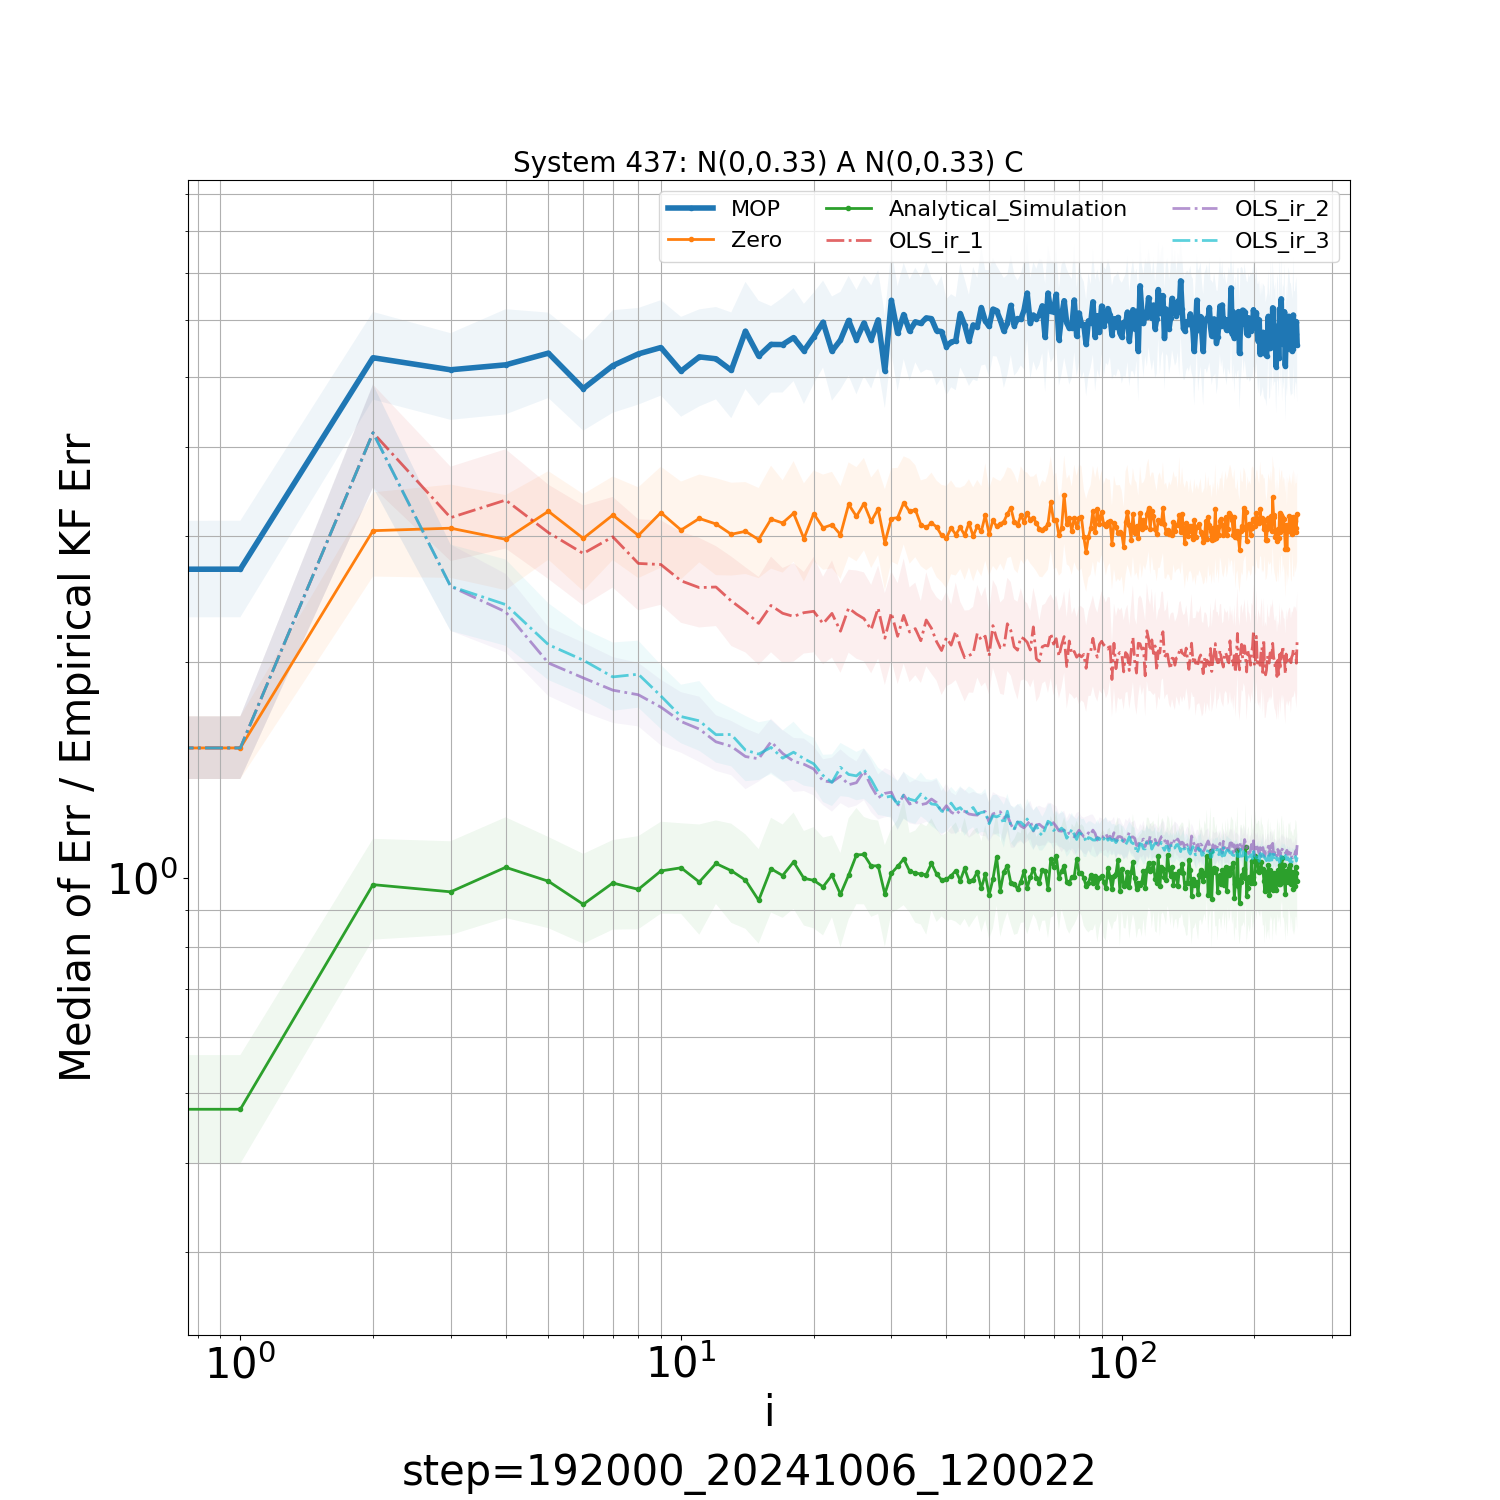 System 437: N(0,0.33) A N(0,0.33) C
MOP
Zero
Analytical_Simulation
OLS_ir_1
OLS_ir_2
OLS_ir_3
Median of Err / Empirical KF Err
10⁰
10⁰ 10¹ 10²
i
step=192000_20241006_120022